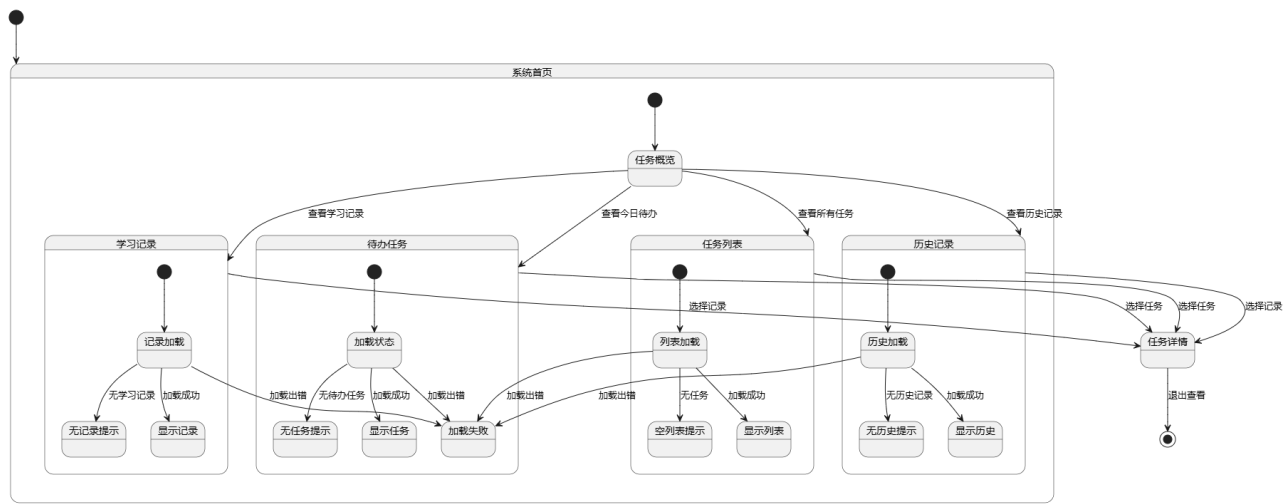 系统首页
任务概览
查看学习记录
查看今日待办
查看所有任务
查看历史记录
学习记录
待办任务
任务列表
历史记录
选择记录
选择任务
选择任务
选择记录
记录加载
加载状态
列表加载
历史加载
任务详情
无学习记录
加载成功
加载出错
无待办任务
加载成功
加载出错
加载出错
加载出错
无任务
加载成功
无历史记录
加载成功
退出查看
无记录提示
显示记录
无任务提示
显示任务
加载失败
空列表提示
显示列表
无历史提示
显示历史